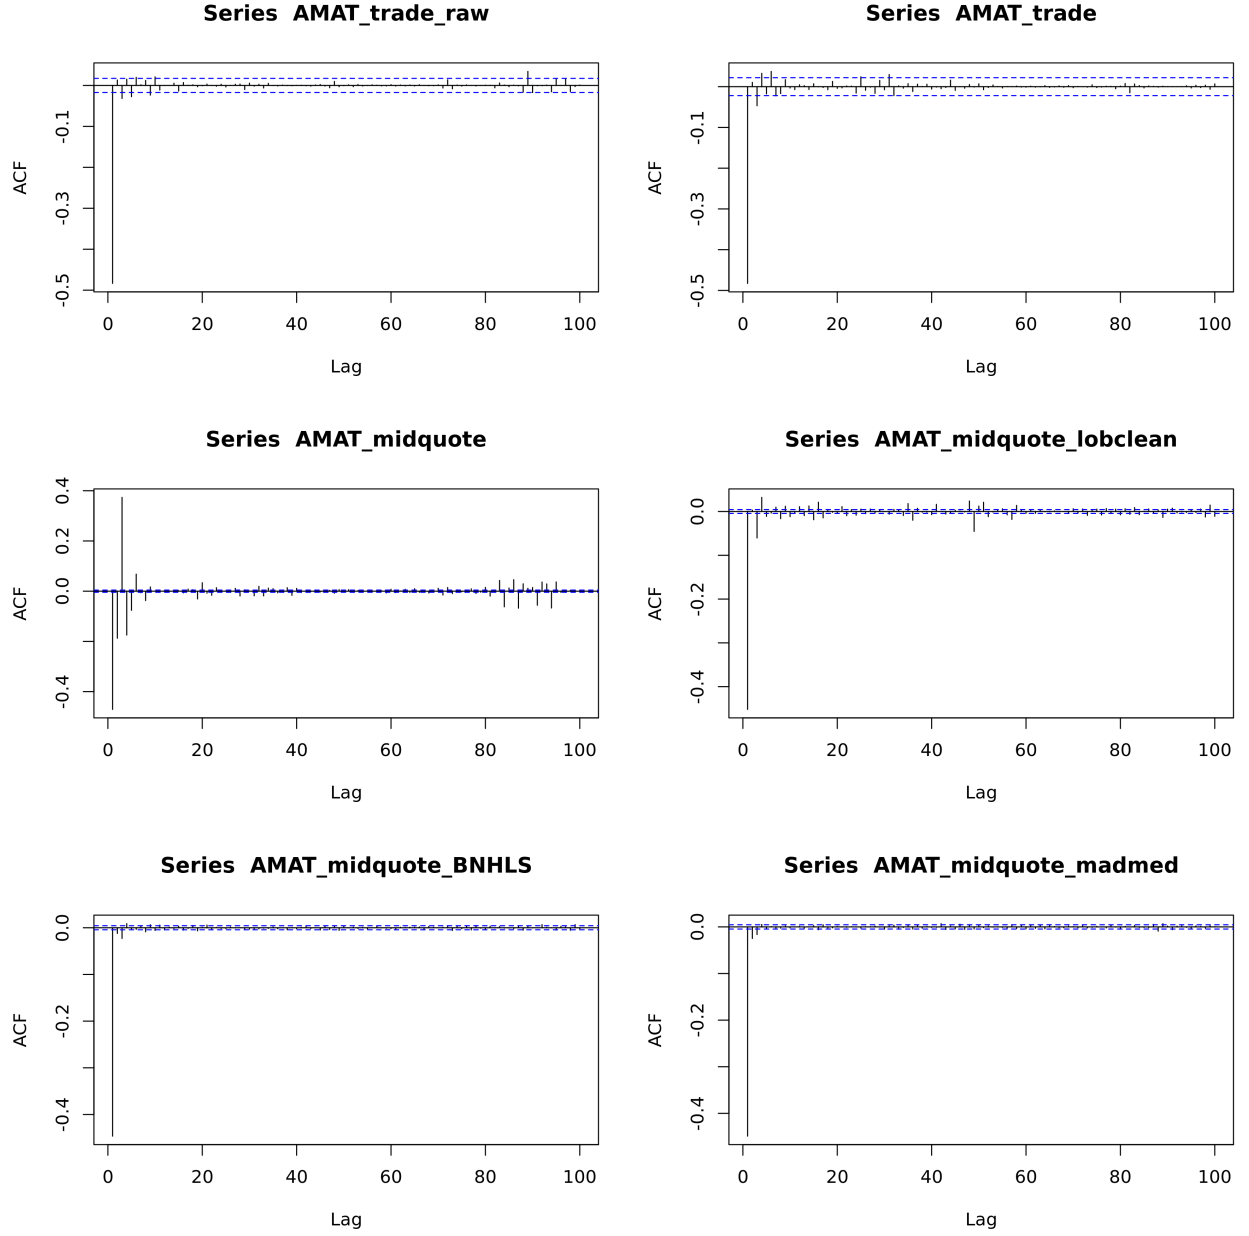 Series AMAT_trade_raw
ACF
-0.1
-0.3
-0.5
0 20 40 60 80 100
Lag
Series AMAT_trade
ACF
-0.1
-0.3
-0.5
0 20 40 60 80 100
Lag
Series AMAT_midquote
ACF
0.4
0.2
0.0
-0.4
0 20 40 60 80 100
Lag
Series AMAT_midquote_lobclean
ACF
0.0
-0.2
-0.4
0 20 40 60 80 100
Lag
Series AMAT_midquote_BNHLS
ACF
0.0
-0.2
-0.4
0 20 40 60 80 100
Lag
Series AMAT_midquote_madmed
ACF
0.0
-0.2
-0.4
0 20 40 60 80 100
Lag